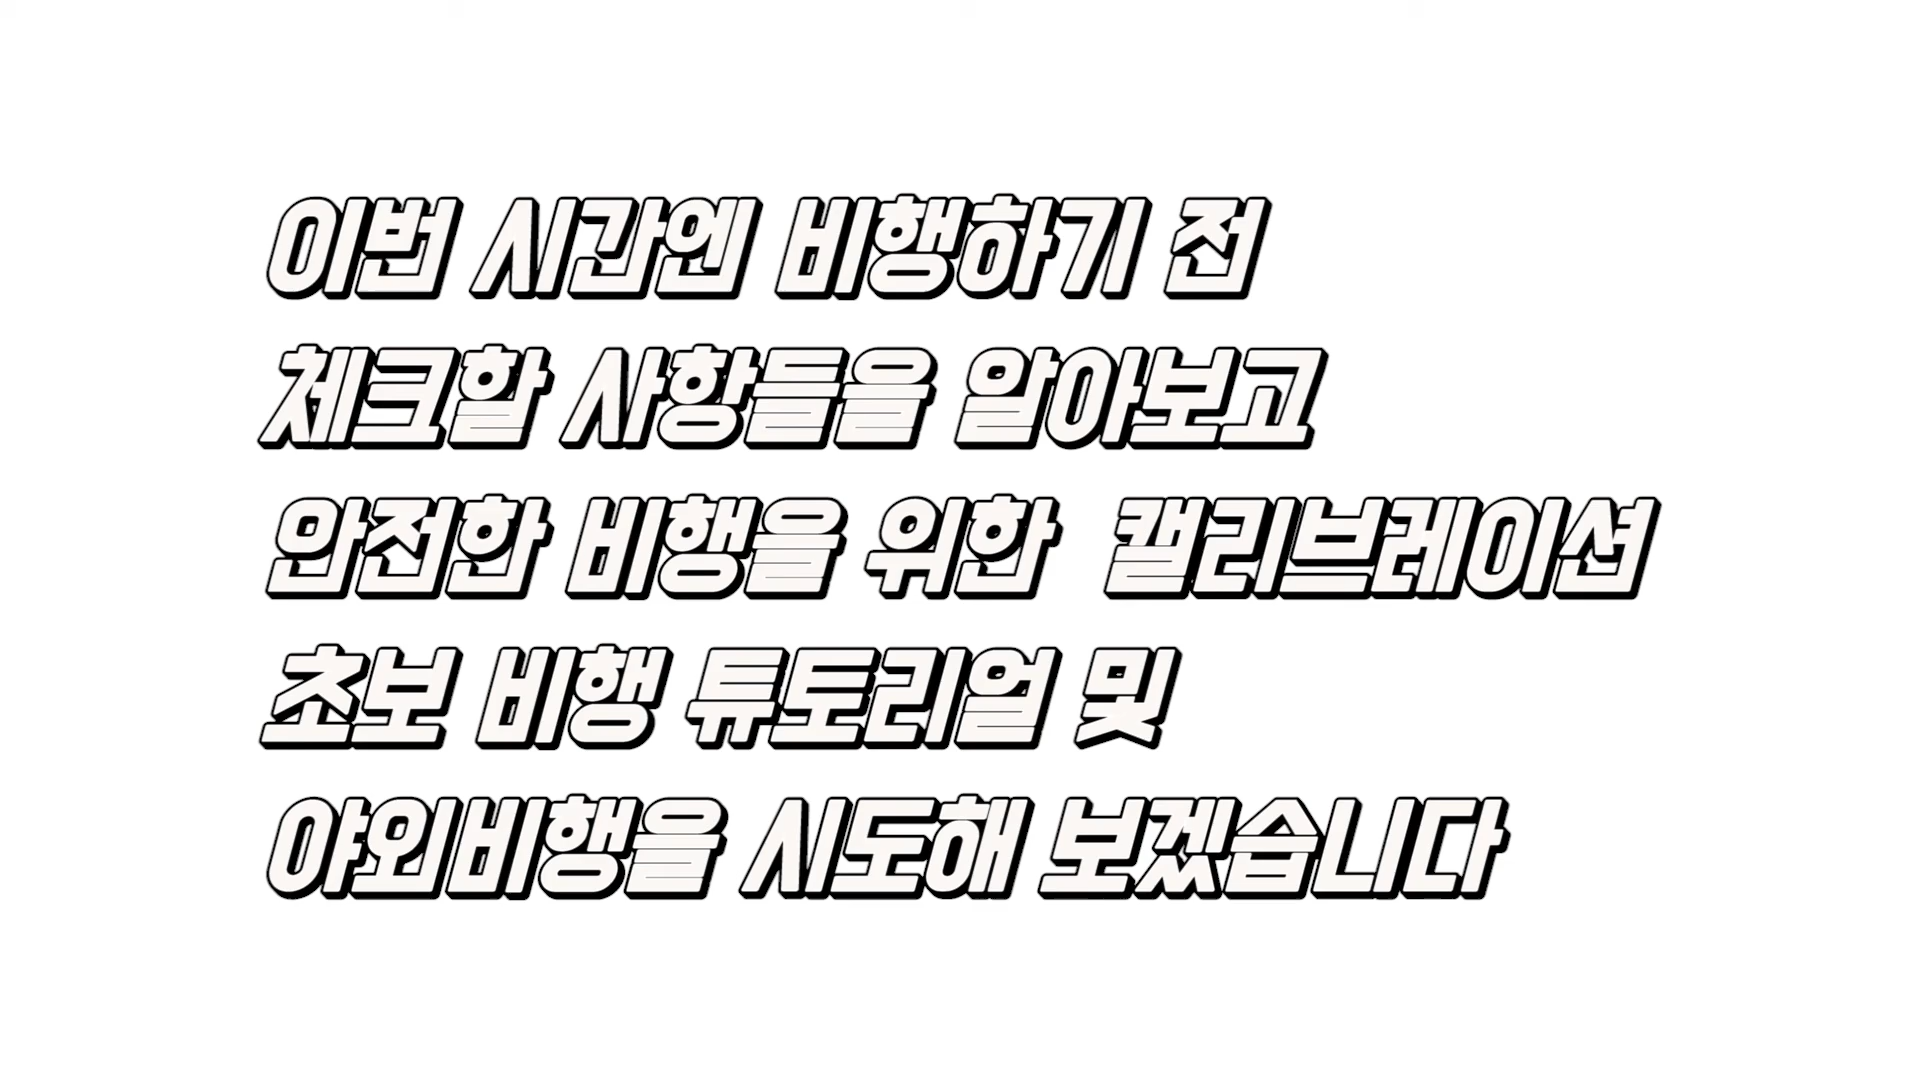 이번 시간엔 비행하기 전
체크할 사항들을 알아보고
안전한 비행을 위한 캘리브레이션
초보 비행 튜토리얼 및
야외비행을 시도해 보겠습니다